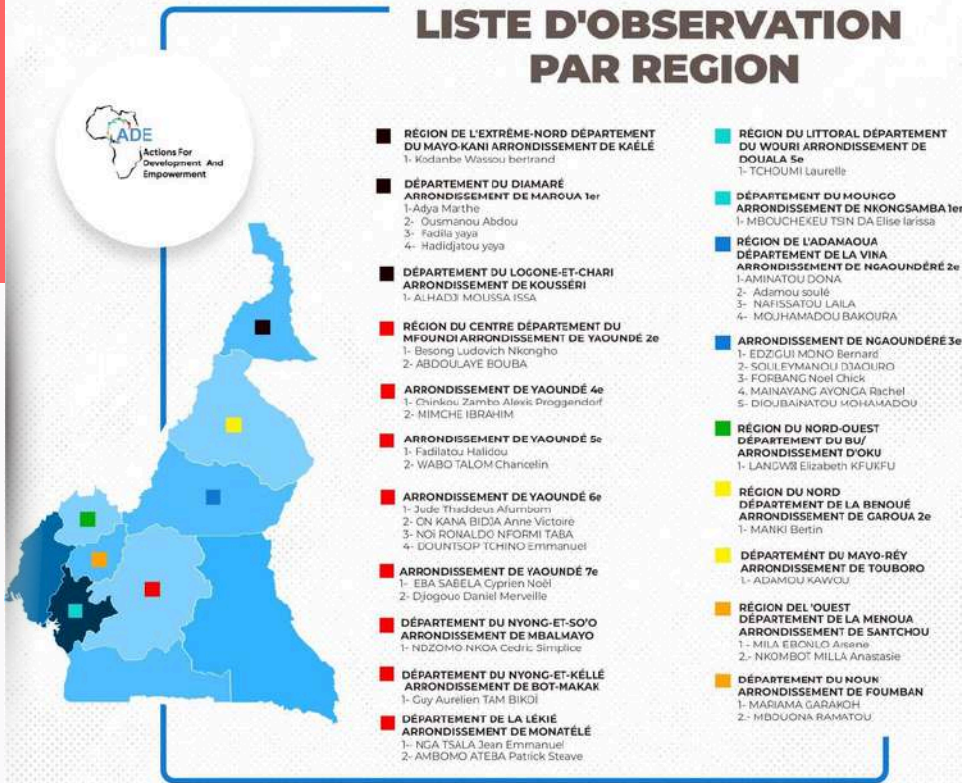 LISTE D'OBSERVATION
PAR REGION
ADE
Actions For
Development And
Empowerment
RÉGION DE L'EXTRÊME-NORD DÉPARTEMENT
DU MAYO-KANI ARRONDISSEMENT DE KAÉLÉ
1- Kodanbe Wassou bertrand
DÉPARTEMENT DU DIAMARÉ
ARRONDISSEMENT DE MAROUA 1er
1-Adya Marthe
2- Ousmanou Abdou
3- Fadila yaya
4- Hadidjatou yaya
DÉPARTEMENT DU LOGONE-ET-CHARI
ARRONDISSEMENT DE KOUSSÉRI
1- ALHADJI MOUSSA ISSA
RÉGION DU CENTRE DÉPARTEMENT DU
MFOUNDI ARRONDISSEMENT DE YAOUNDÉ 2e
1- Besong Ludovich Nkongho
2- ABDOULAYE BOUBA
ARRONDISSEMENT DE YAOUNDÉ 4e
1- Chinkou Zambo Alexis Proggendorf
2- MIMCHE IBRAHIM
ARRONDISSEMENT DE YAOUNDÉ 5e
1- Fadilatou Halidou
2- WABO TALOM Chancelin
ARRONDISSEMENT DE YAOUNDÉ 6e
1- Jude Thaddeus Afumbom
2- ON KANA BIDJA Anne Victoire
3- NOI RONALDO NFORMI TABA
4- DOUNTSOP TCHINO Emmanuel
ARRONDISSEMENT DE YAOUNDÉ 7e
1- EBA SABELA Cyprien Noël
2- Djogouo Daniel Merveille
DÉPARTEMENT DU NYONG-ET-SO'O
ARRONDISSEMENT DE MBALMAYO
1- NDZOMO NKOA Cedric Simplice
DÉPARTEMENT DU NYONG-ET-KÉLLÉ
ARRONDISSEMENT DE BOT-MAKAK
1- Guy Aurelien TAM BIKOÏ
DÉPARTEMENT DE LA LÉKIÉ
ARRONDISSEMENT DE MONATÉLÉ
1- NGA TSALA Jean Emmanuel
2- AMBOMO ATEBA Patrick Steave
RÉGION DU LITTORAL DÉPARTEMENT
DU WOURI ARRONDISSEMENT DE
DOUALA 5e
1- TCHOUMI Laurelle
DÉPARTEMENT DU MOUNGO
ARRONDISSEMENT DE NKONGSAMBA 1er
1- MBOUCHEKEU TSIN DA Elise larissa
RÉGION DE L'ADAMAOUA
DÉPARTEMENT DE LA VINA
ARRONDISSEMENT DE NGAOUNDÉRÉ 2e
1-AMINATOU DONA
2- Adamou soulé
3- NAFISSATOU LAILA
4- MOUHAMADOU BAKOURA
ARRONDISSEMENT DE NGAOUNDÉRÉ 3e
1- EDZIGUI MONO Bernard
2- SOULEYMANOU DJAOURO
3- FORBANG Noel Chick
4. MAINAYANG AYONGA Rachel
5- DIOUBAINATOU MOHAMADOU
RÉGION DU NORD-OUEST
DÉPARTEMENT DU BU/
ARRONDISSEMENT D'OKU
1- Elizabeth KFUKFU
RÉGION DU NORD
DÉPARTEMENT DE LA BENOUÉ
ARRONDISSEMENT DE GAROUA 2e
1- MANKI Bertin
DÉPARTEMENT DU MAYO-RÉY
ARRONDISSEMENT DE TOUBORO
1.- ADAMOU KAWOU
RÉGION DEL 'OUEST
DÉPARTEMENT DE LA MENOUA
ARRONDISSEMENT DE SANTCHOU
1 - MILA EBONLO Arsene
2.- NKOMBOT MILLA Anastasie
DÉPARTEMENT DU NOUN
ARRONDISSEMENT DE FOUMBAN
1- MARIAMA GARAKOH
2.- MBOUONA RAMATOU